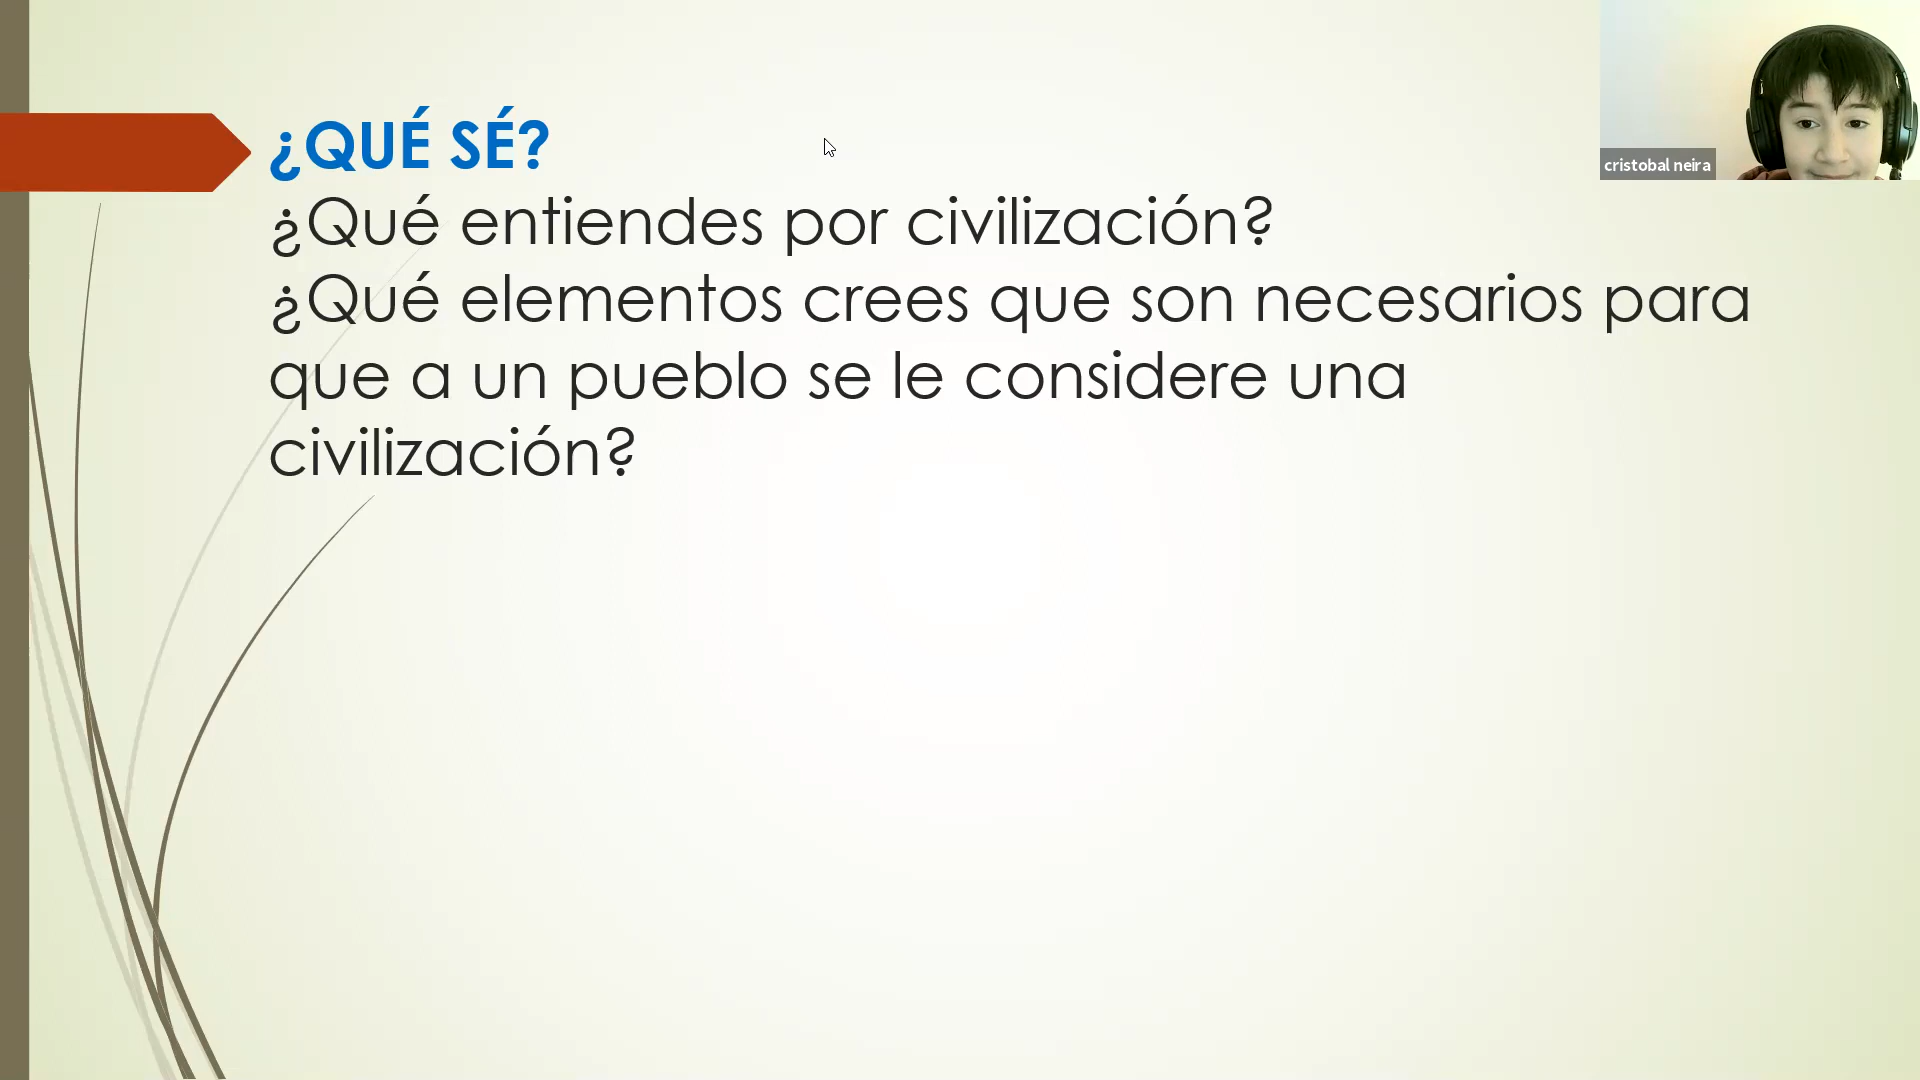 ¿QUÉ SÉ?
¿Qué entiendes por civilización?
¿Qué elementos crees que son necesarios para
que a un pueblo se le considere una
civilización?
cristobal neira